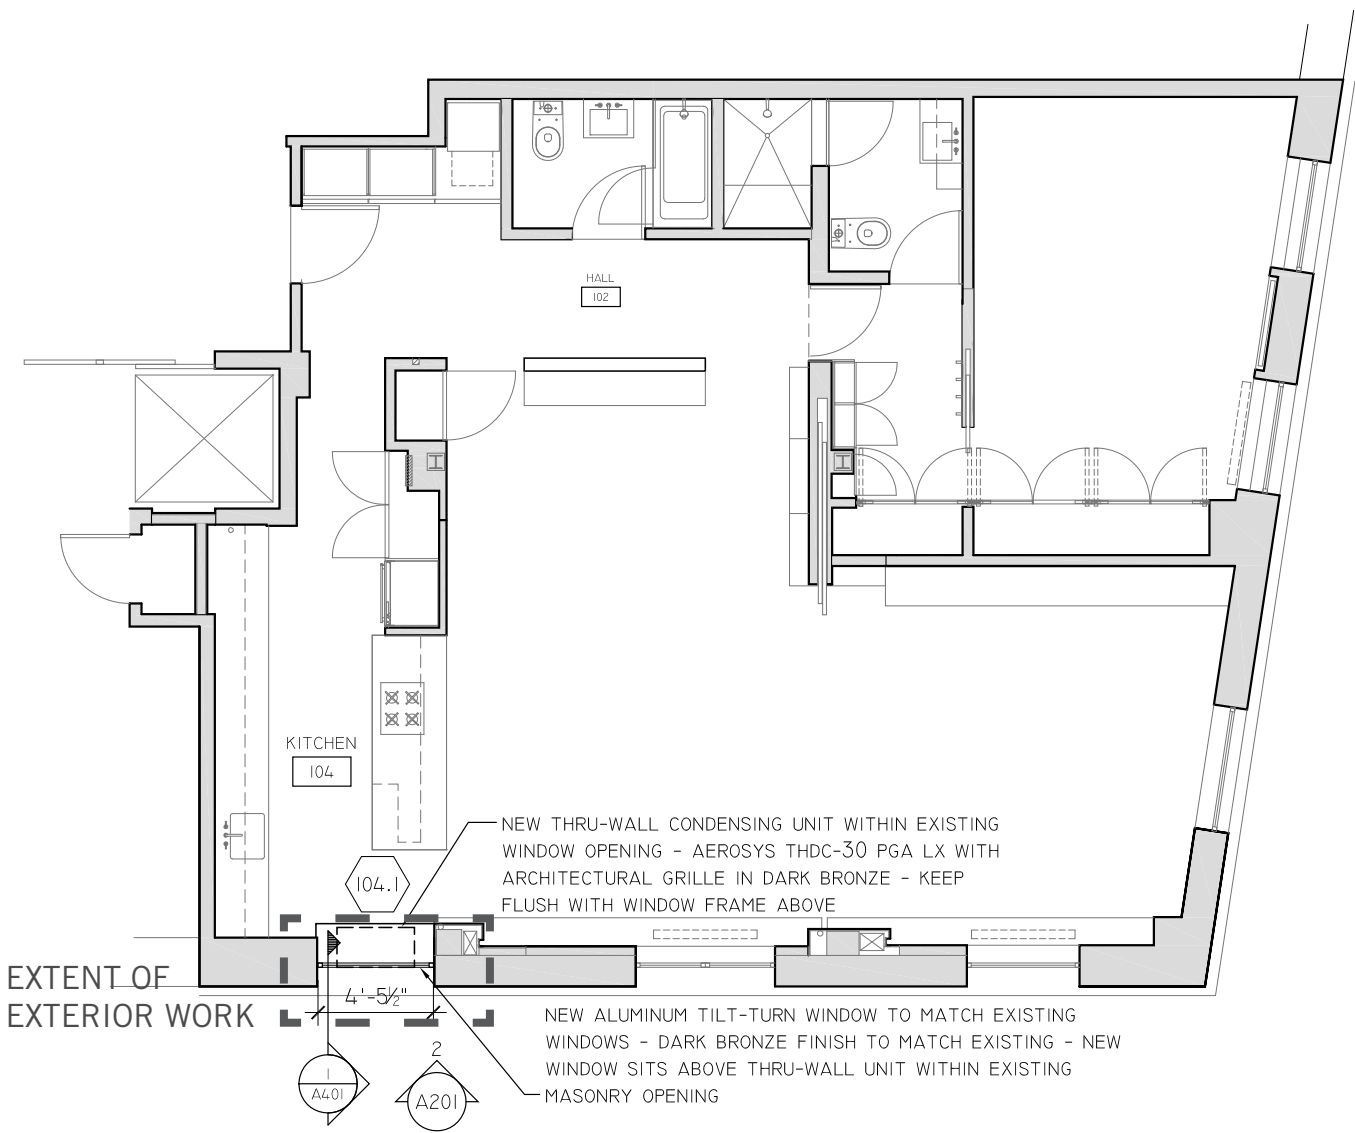 HALL
102
KITCHEN
104
NEW THRU-WALL CONDENSING UNIT WITHIN EXISTING
WINDOW OPENING - AEROSYS THDC-30 PGA LX WITH
ARCHITECTURAL GRILLE IN DARK BRONZE - KEEP
FLUSH WITH WINDOW FRAME ABOVE
104.1
EXTENT OF
EXTERIOR WORK
4'-5½"
NEW ALUMINUM TILT-TURN WINDOW TO MATCH EXISTING
WINDOWS - DARK BRONZE FINISH TO MATCH EXISTING - NEW
WINDOW SITS ABOVE THRU-WALL UNIT WITHIN EXISTING
MASONRY OPENING
1
A401
2
A201